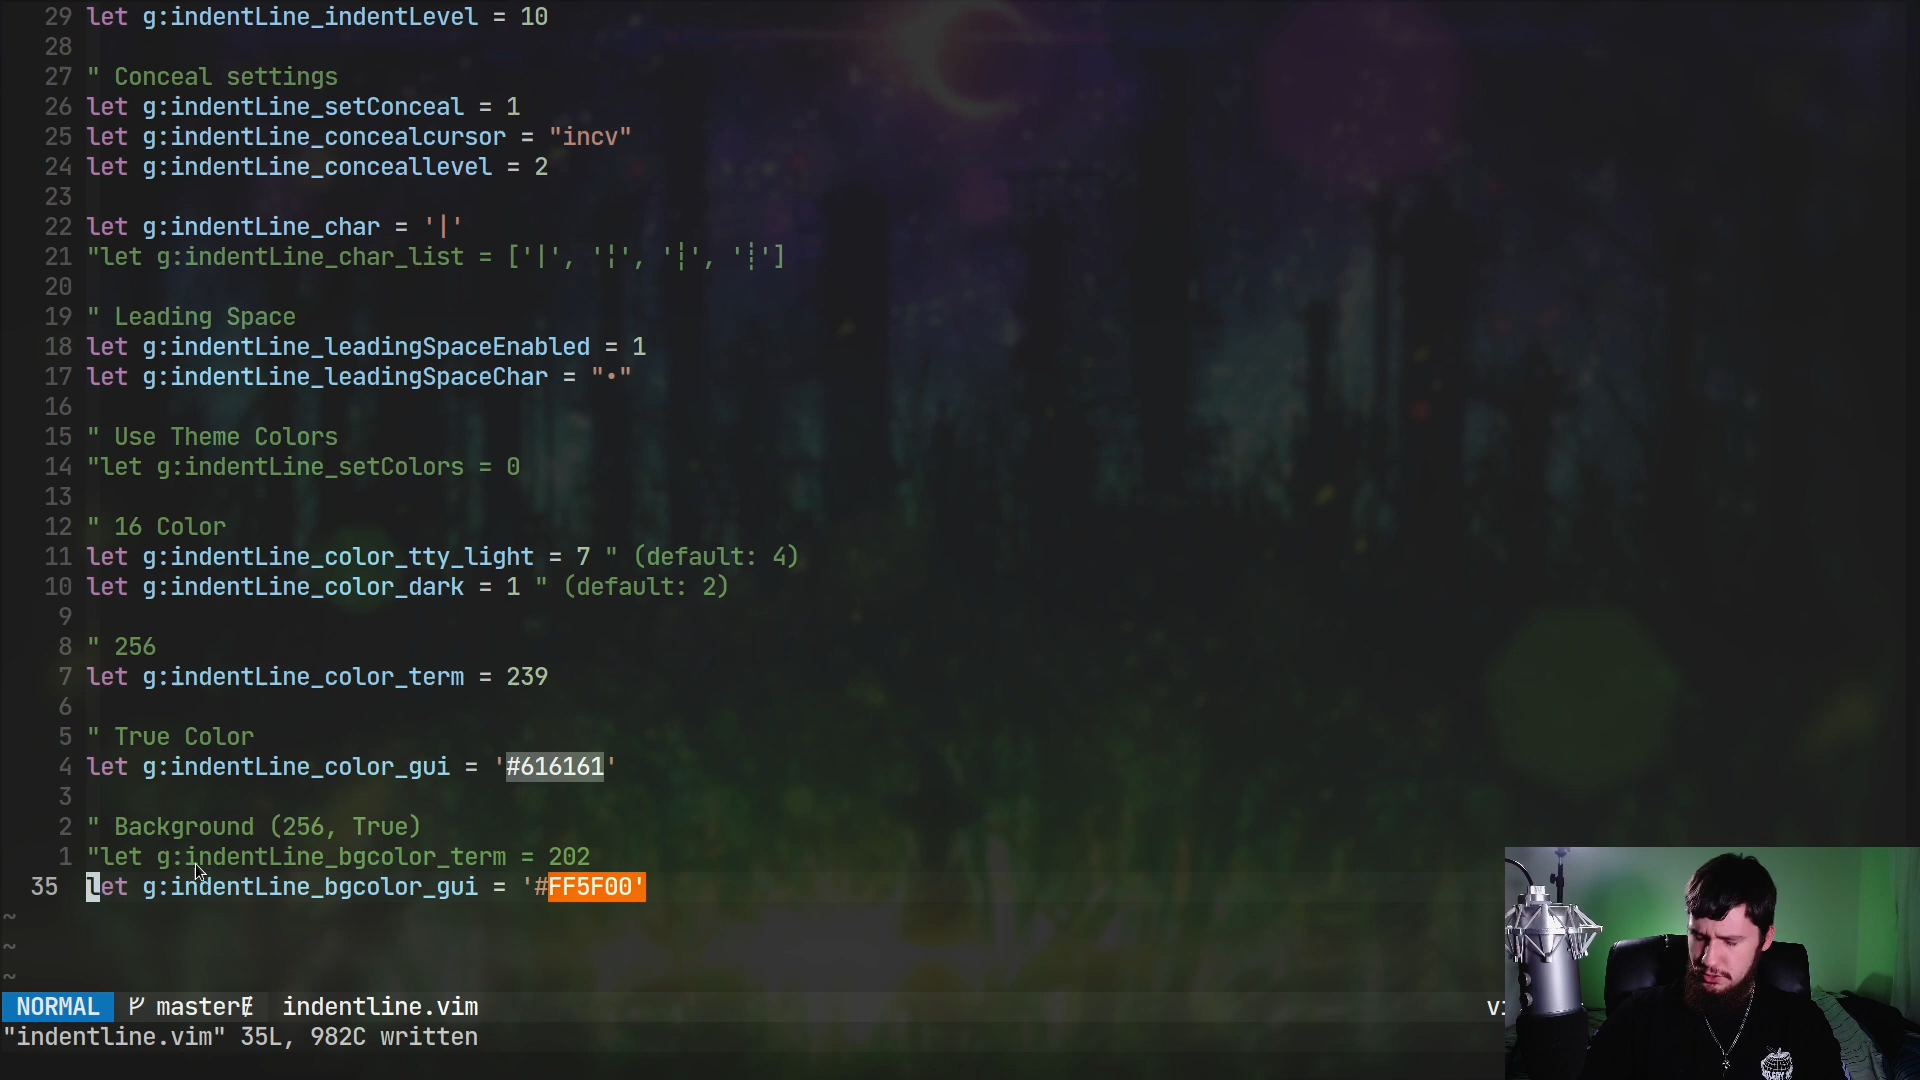 29 let g:indentLine_indentLevel = 10
28
27 " Conceal settings
26 let g:indentLine_setConceal = 1
25 let g:indentLine_concealcursor = "incv"
24 let g:indentLine_conceallevel = 2
23
22 let g:indentLine_char = '|'
21 "let g:indentLine_char_list = ['|', '¦', '┆', '┊']
20
19 " Leading Space
18 let g:indentLine_leadingSpaceEnabled = 1
17 let g:indentLine_leadingSpaceChar = "•"
16
15 " Use Theme Colors
14 "let g:indentLine_setColors = 0
13
12 " 16 Color
11 let g:indentLine_color_tty_light = 7 " (default: 4)
10 let g:indentLine_color_dark = 1 " (default: 2)
9
8 " 256
7 let g:indentLine_color_term = 239
6
5 " True Color
4 let g:indentLine_color_gui = '#616161'
3
2 " Background (256, True)
1 "let g:indentLine_bgcolor_term = 202
35 let g:indentLine_bgcolor_gui = '#FF5F00'
~
~
~
NORMAL master indentline.vim
"indentline.vim" 35L, 982C written